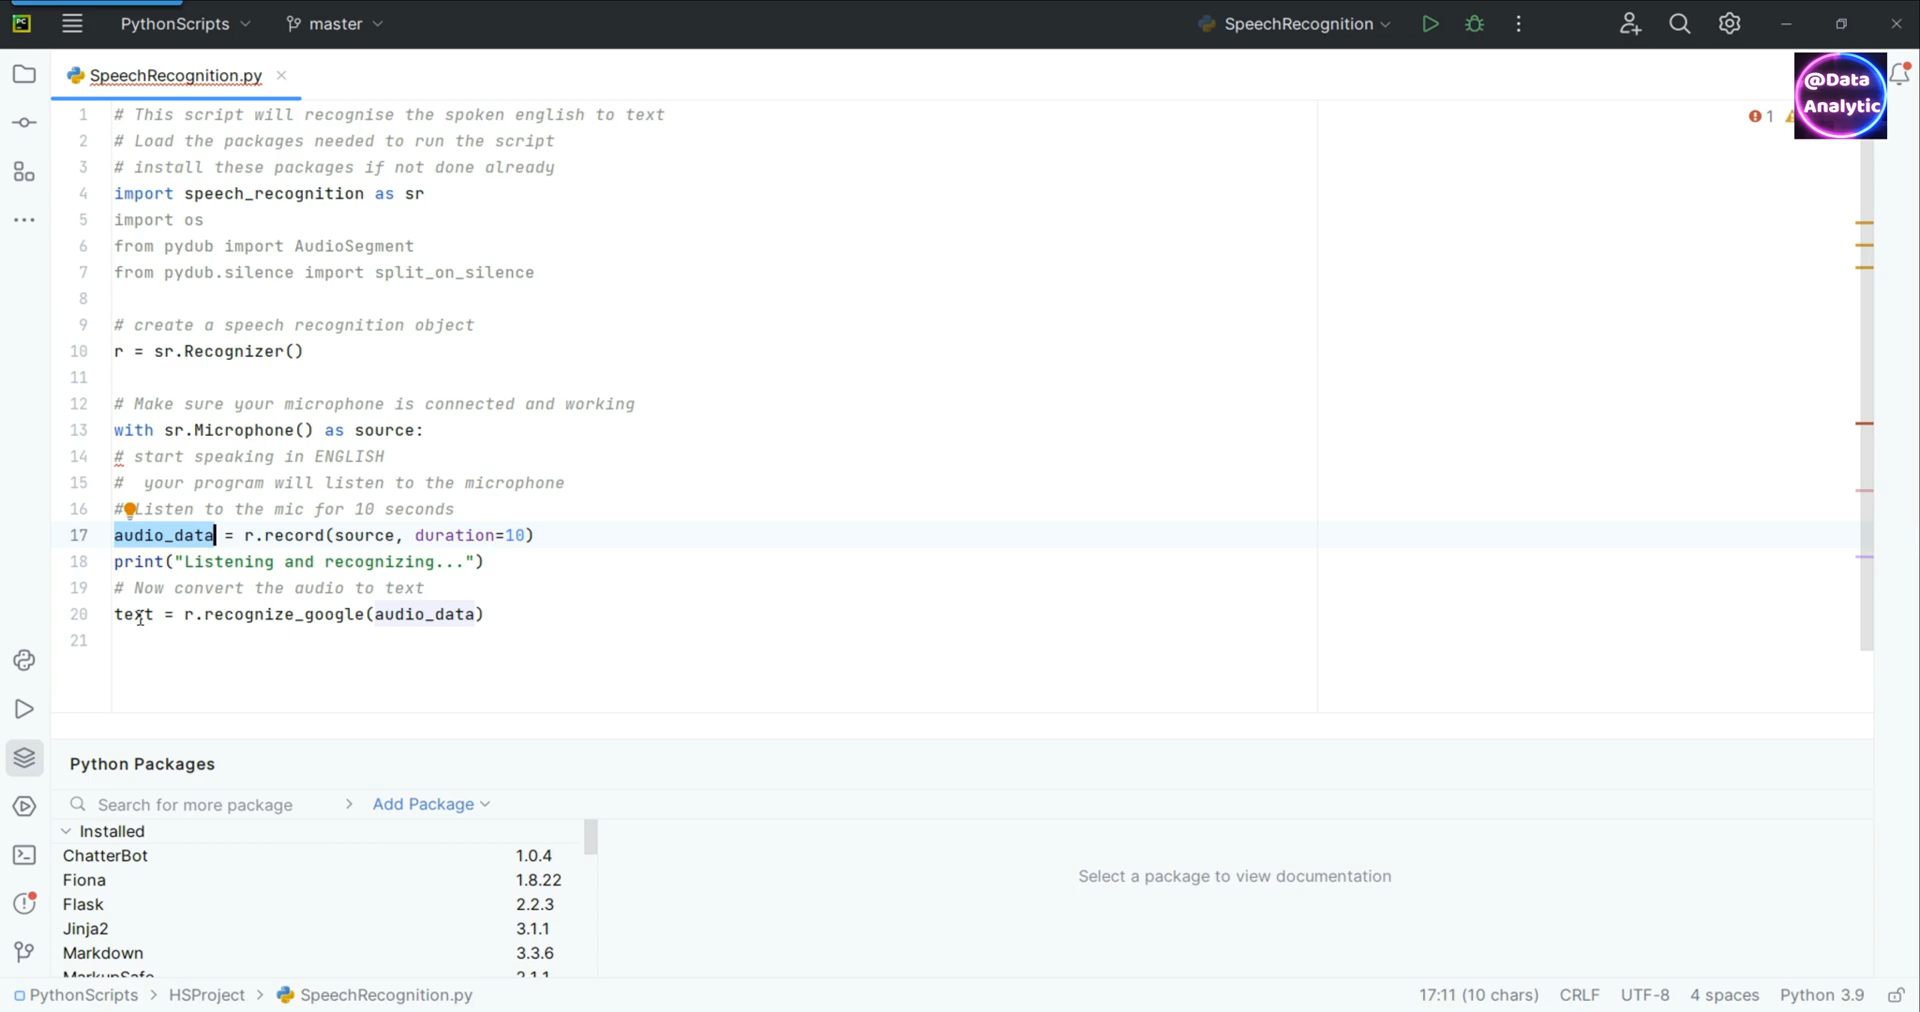 PC
PythonScripts
master
SpeechRecognition
SpeechRecognition.py
@Data
Analytic
1
1 # This script will recognise the spoken english to text
2 # Load the packages needed to run the script
3 # install these packages if not done already
4 import speech_recognition as sr
5 import os
6 from pydub import AudioSegment
7 from pydub.silence import split_on_silence
8
9 # create a speech recognition object
10 r = sr.Recognizer()
11
12 # Make sure your microphone is connected and working
13 with sr.Microphone() as source:
14 # start speaking in ENGLISH
15 #  your program will listen to the microphone
16 # Listen to the mic for 10 seconds
17 audio_data = r.record(source, duration=10)
18 print("Listening and recognizing...")
19 # Now convert the audio to text
20 text = r.recognize_google(audio_data)
21
Python Packages
Search for more package
Add Package
Installed
ChatterBot 1.0.4
Fiona 1.8.22
Flask 2.2.3
Jinja2 3.1.1
Markdown 3.3.6
MarkupSafe 2.1.1
Select a package to view documentation
PythonScripts > HSProject > SpeechRecognition.py
17:11 (10 chars) CRLF UTF-8 4 spaces Python 3.9